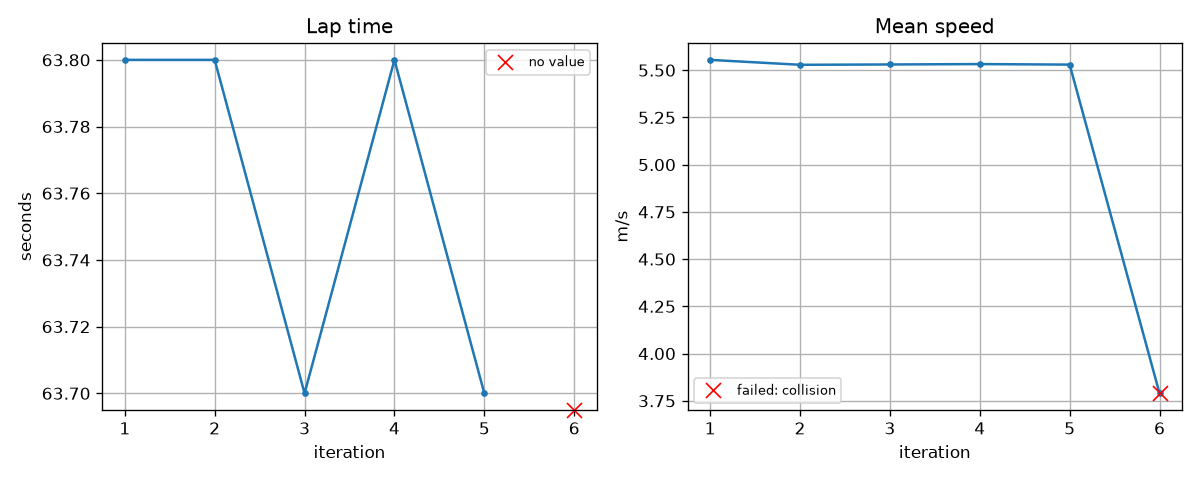 Lap time
63.80
63.78
63.76
63.74
63.72
63.70
seconds
no value
1 2 3 4 5 6
iteration
Mean speed
5.50
5.25
5.00
4.75
4.50
4.25
4.00
3.75
m/s
failed: collision
1 2 3 4 5 6
iteration